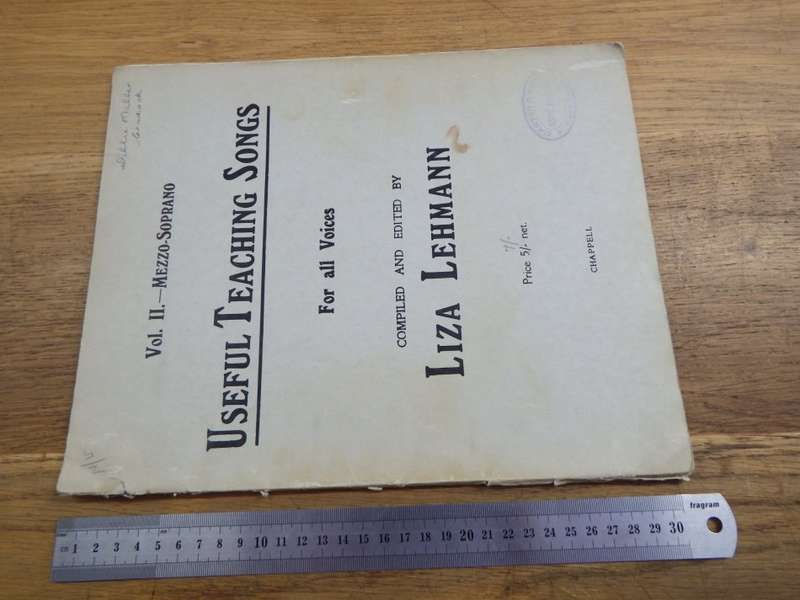 Vol. II.—Mezzo-Soprano
Useful Teaching Songs
For all Voices
COMPILED AND EDITED BY
Liza Lehmann
7/-
Price 5/- net.
CHAPPELL
fragram
cm 1 2 3 4 5 6 7 8 9 10 11 12 13 14 15 16 17 18 19 20 21 22 23 24 25 26 27 28 29 30